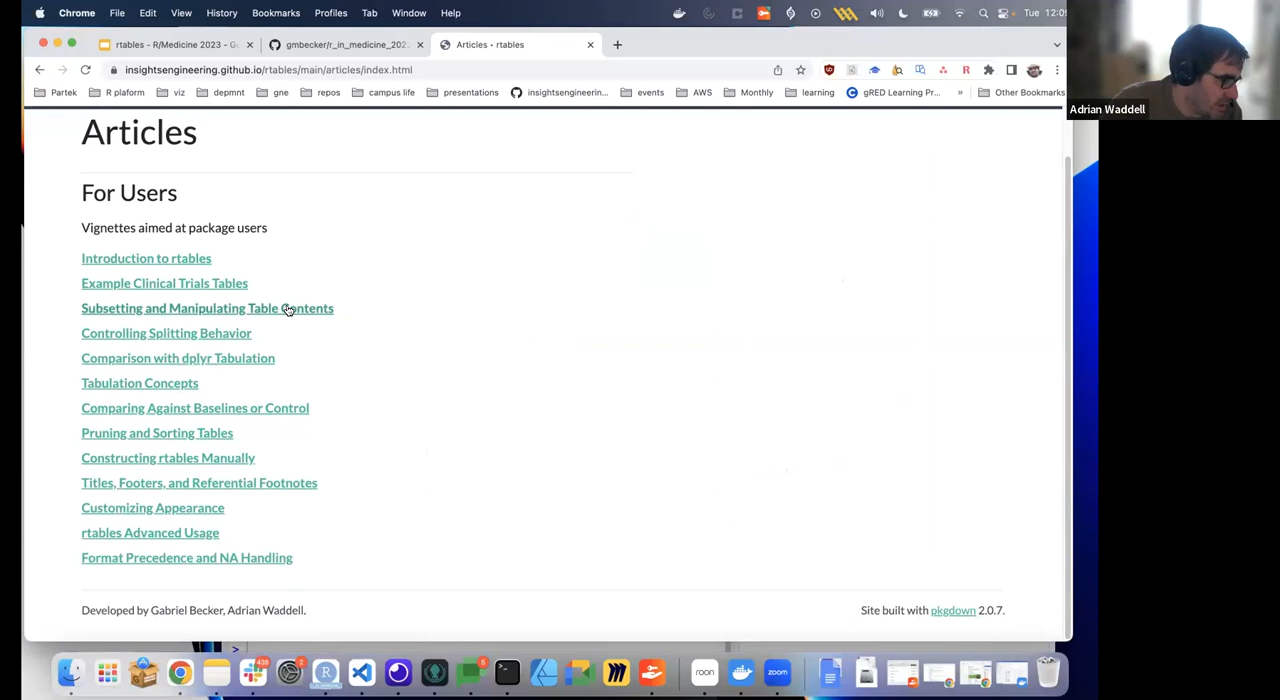 Chrome File Edit View History Bookmarks Profiles Tab Window Help
Tue 12:0
rtables - R/Medicine 2023 - G
gmbecker/r_in_medicine_202
Articles • rtables
insightsengineering.github.io/rtables/main/articles/index.html
Partek R plaform viz depmnt gne repos campus life presentations insightsengineerin... events AWS Monthly learning gRED Learning Pr... » Other Bookmarks
Adrian Waddell
Articles
For Users
Vignettes aimed at package users
Introduction to rtables
Example Clinical Trials Tables
Subsetting and Manipulating Table Contents
Controlling Splitting Behavior
Comparison with dplyr Tabulation
Tabulation Concepts
Comparing Against Baselines or Control
Pruning and Sorting Tables
Constructing rtables Manually
Titles, Footers, and Referential Footnotes
Customizing Appearance
rtables Advanced Usage
Format Precedence and NA Handling
Developed by Gabriel Becker, Adrian Waddell.
Site built with pkgdown 2.0.7.
>
438 2 R 6 roon zoom